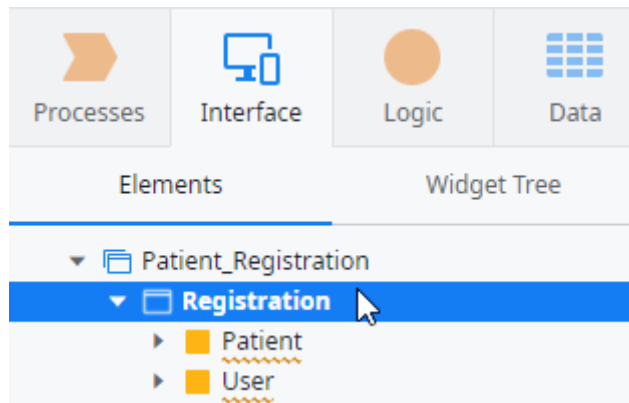 Processes Interface Logic Data
Elements Widget Tree
Patient_Registration
Registration
Patient
User